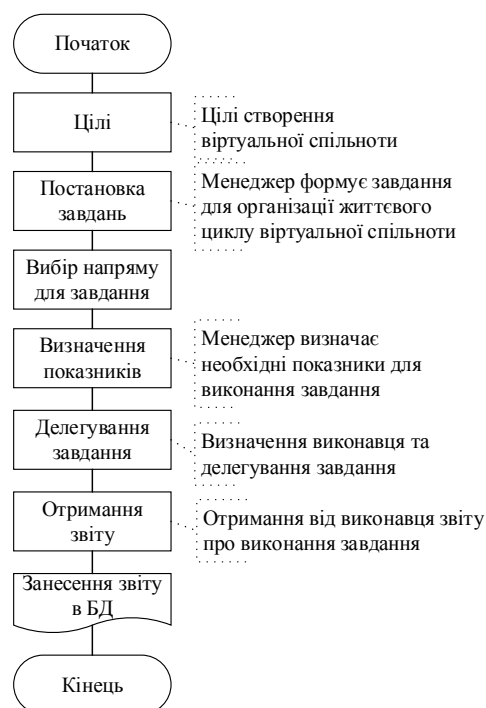 Початок
Цілі
Цілі створення
віртуальної спільноти
Постановка
завдань
Менеджер формує завдання
для організації життєвого
циклу віртуальної спільноти
Вибір напряму
для завдання
Визначення
показників
Менеджер визначає
необхідні показники для
виконання завдання
Делегування
завдання
Визначення виконавця та
делегування завдання
Отримання
звіту
Отримання від виконавця звіту
про виконання завдання
Занесення звіту
в БД
Кінець